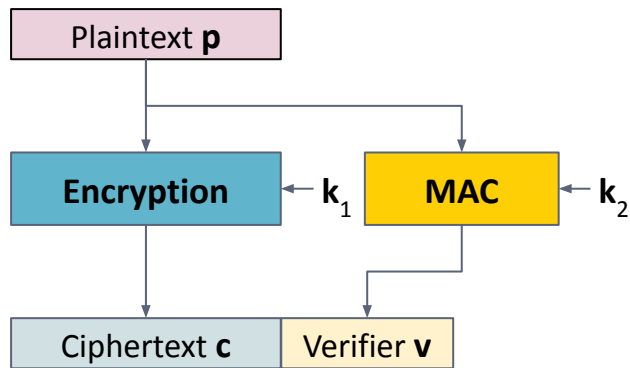 Plaintext p
Encryption
k₁
MAC
k₂
Ciphertext c
Verifier v